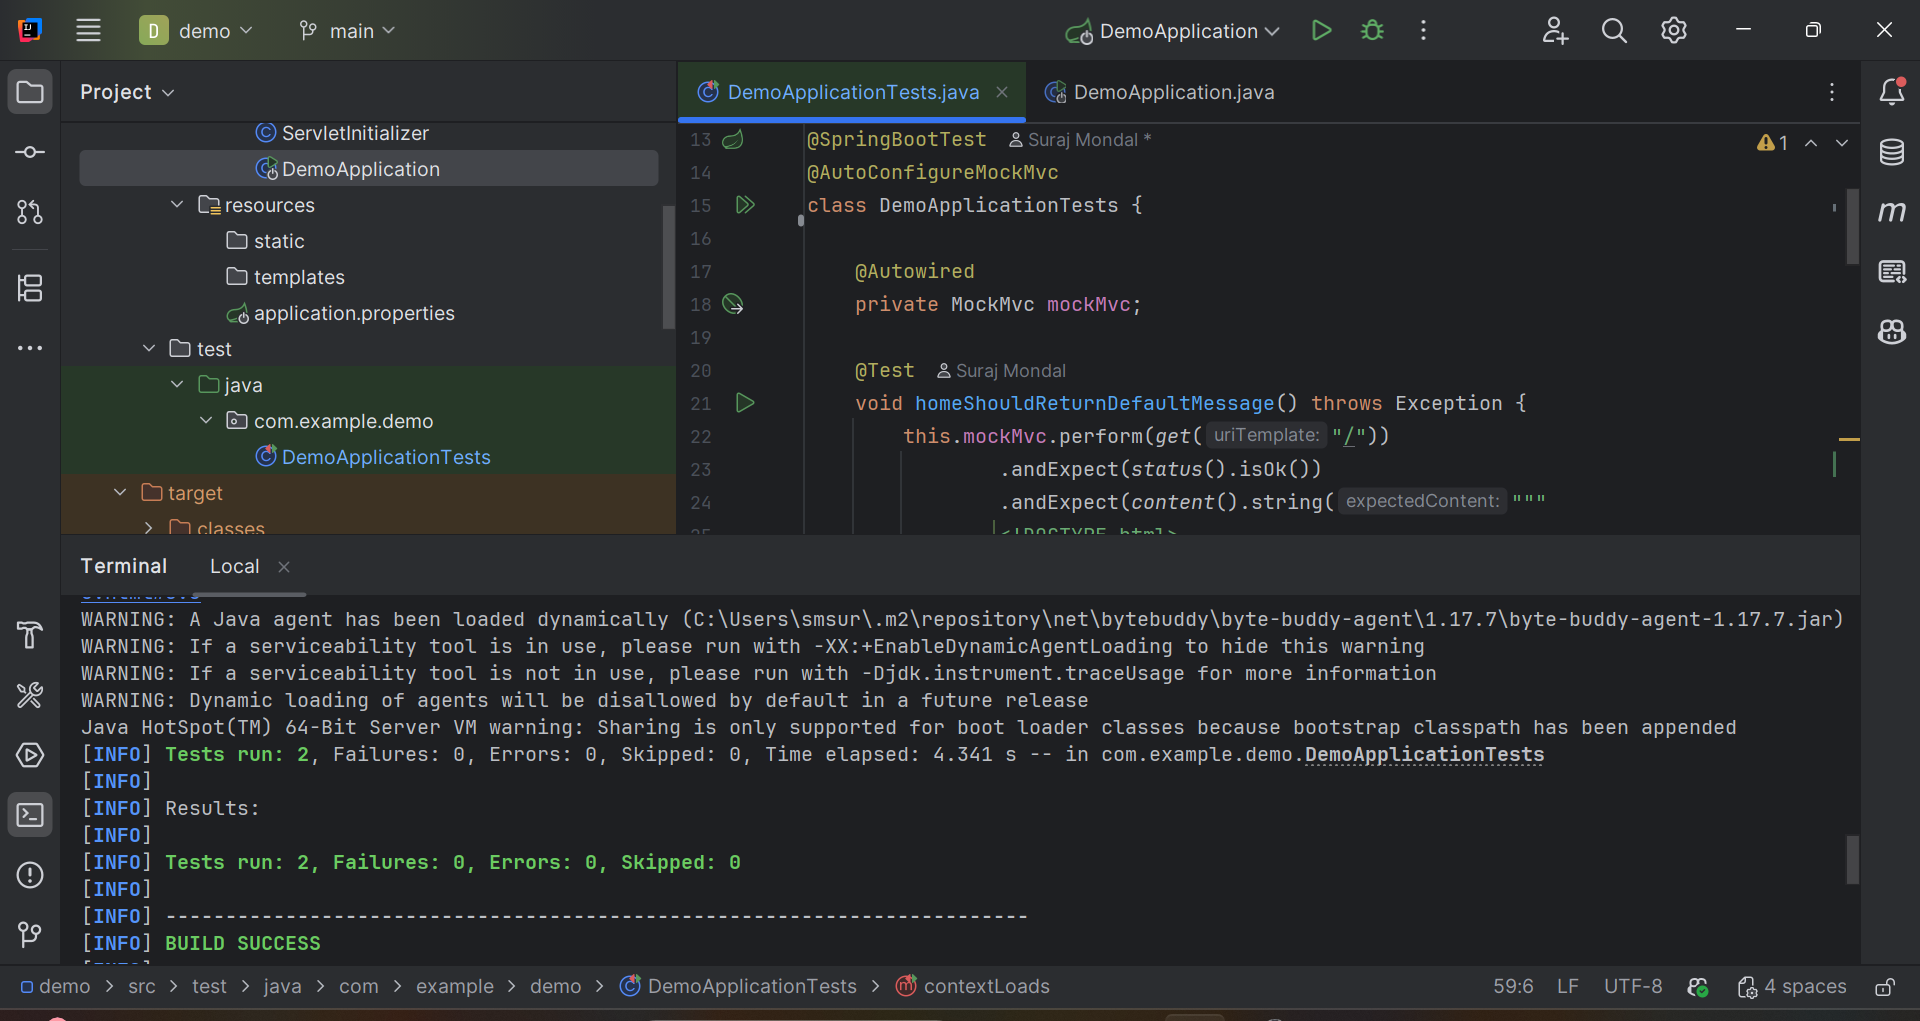 D demo main DemoApplication
Project
ServletInitializer
DemoApplication
resources
static
templates
application.properties
test
java
com.example.demo
DemoApplicationTests
target
classes
DemoApplicationTests.java DemoApplication.java
13 @SpringBootTest Suraj Mondal *
14 @AutoConfigureMockMvc
15 class DemoApplicationTests {
16
17 @Autowired
18 private MockMvc mockMvc;
19
20 @Test Suraj Mondal
21 void homeShouldReturnDefaultMessage() throws Exception {
22 this.mockMvc.perform(get( uriTemplate: "/"))
23 .andExpect(status().isOk())
24 .andExpect(content().string( expectedContent: """
25 <!DOCTYPE html>
1
m
Terminal Local
WARNING: A Java agent has been loaded dynamically (C:\Users\smsur\.m2\repository\net\bytebuddy\byte-buddy-agent\1.17.7\byte-buddy-agent-1.17.7.jar)
WARNING: If a serviceability tool is in use, please run with -XX:+EnableDynamicAgentLoading to hide this warning
WARNING: If a serviceability tool is not in use, please run with -Djdk.instrument.traceUsage for more information
WARNING: Dynamic loading of agents will be disallowed by default in a future release
Java HotSpot(TM) 64-Bit Server VM warning: Sharing is only supported for boot loader classes because bootstrap classpath has been appended
[INFO] Tests run: 2, Failures: 0, Errors: 0, Skipped: 0, Time elapsed: 4.341 s -- in com.example.demo.DemoApplicationTests
[INFO]
[INFO] Results:
[INFO]
[INFO] Tests run: 2, Failures: 0, Errors: 0, Skipped: 0
[INFO]
[INFO] ------------------------------------------------------------------------
[INFO] BUILD SUCCESS
demo > src > test > java > com > example > demo > DemoApplicationTests > contextLoads 59:6 LF UTF-8 4 spaces